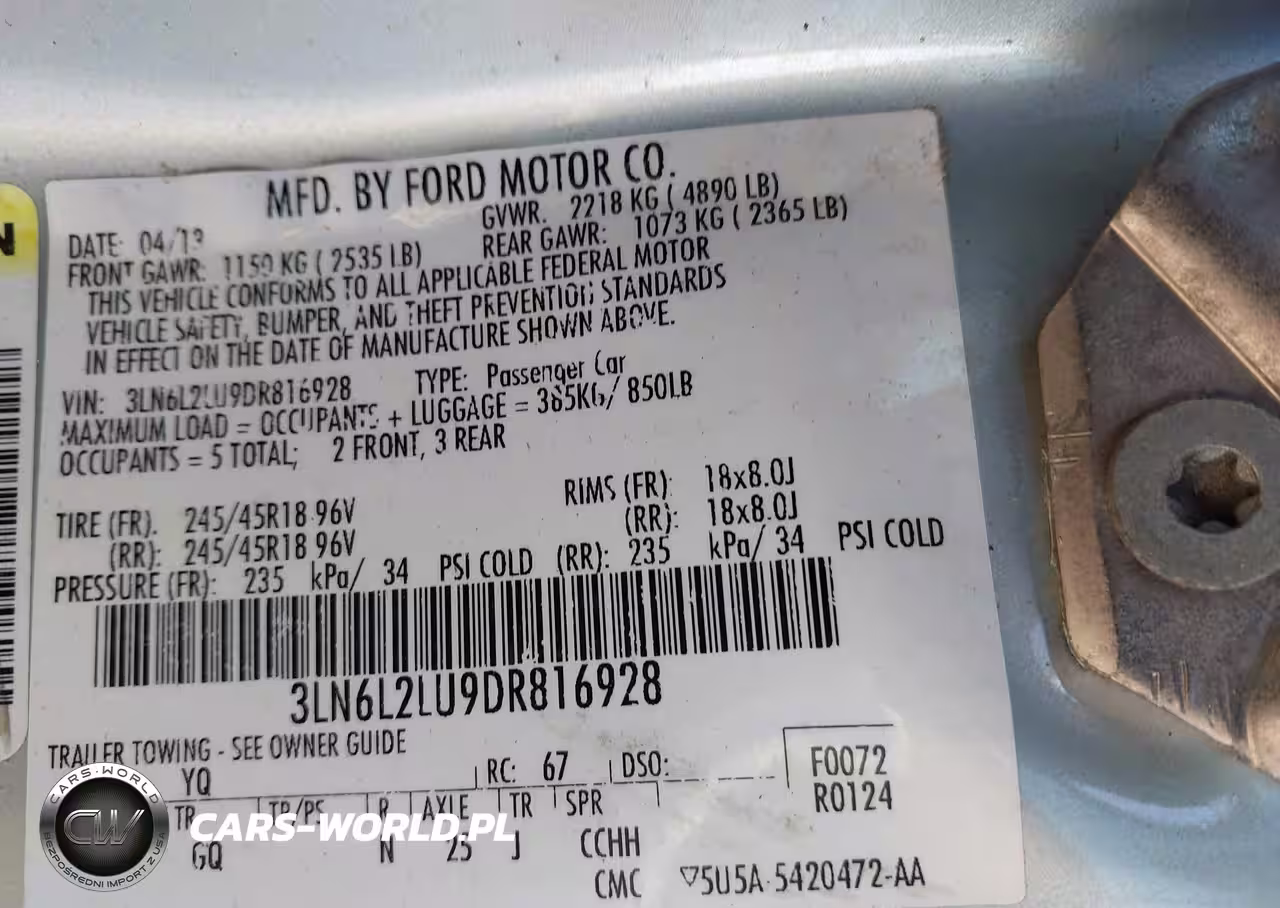 N
MFD. BY FORD MOTOR CO.
DATE: 04/13 GVWR. 2218 KG ( 4890 LB)
FRONT GAWR: 1150 KG ( 2535 LB) REAR GAWR: 1073 KG ( 2365 LB)
THIS VEHICLE CONFORMS TO ALL APPLICABLE FEDERAL MOTOR
VEHICLE SAFETY, BUMPER, AND THEFT PREVENTION STANDARDS
IN EFFECT ON THE DATE OF MANUFACTURE SHOWN ABOVE.
VIN: 3LN6L2LU9DR816928 TYPE: Passenger Car
MAXIMUM LOAD = OCCUPANTS + LUGGAGE = 385KG/ 850LB
OCCUPANTS = 5 TOTAL; 2 FRONT, 3 REAR
TIRE (FR). 245/45R18 96V RIMS (FR): 18x8.0J
(RR): 245/45R18 96V (RR): 18x8.0J
PRESSURE (FR): 235 kPa/ 34 PSI COLD (RR): 235 kPa/ 34 PSI COLD
3LN6L2LU9DR816928
TRAILER TOWING - SEE OWNER GUIDE
YQ RC: 67 DSO: F0072
TR TP/PS R AXLE TR SPR R0124
GQ N 25 J CCHH
CMC 5U5A-5420472-AA
CARS-WORLD
CW
BEZPOŚREDNI IMPORT Z USA
CARS-WORLD.PL